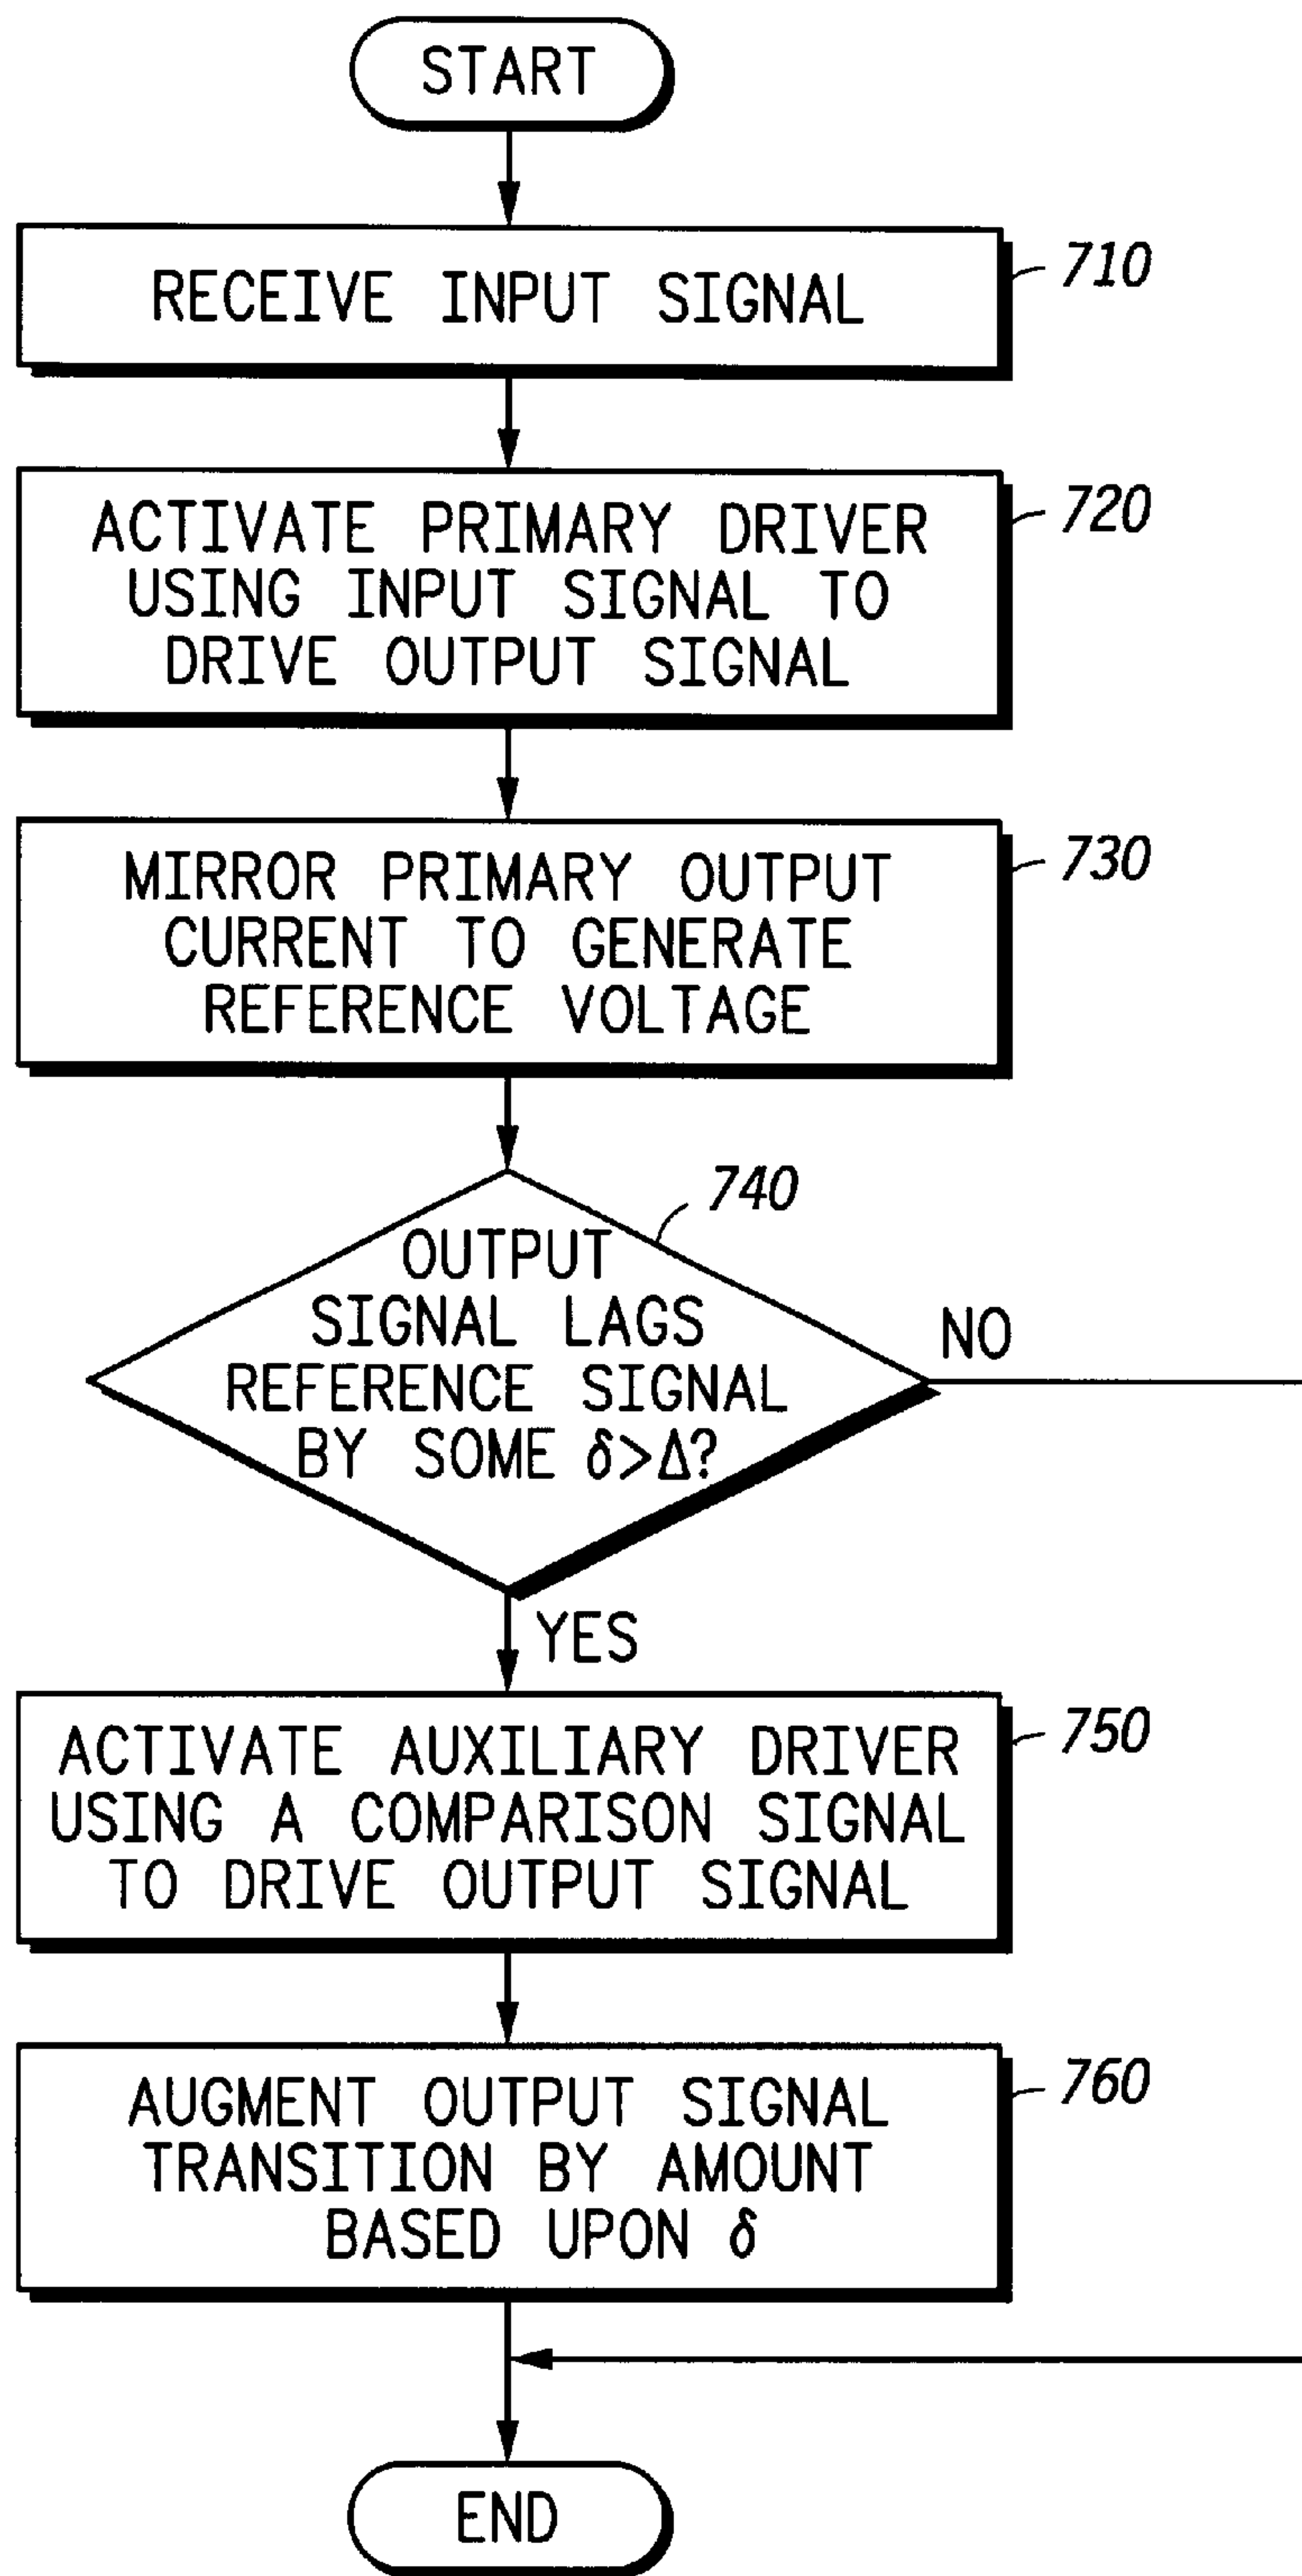 START
RECEIVE INPUT SIGNAL
710
ACTIVATE PRIMARY DRIVER
USING INPUT SIGNAL TO
DRIVE OUTPUT SIGNAL
720
MIRROR PRIMARY OUTPUT
CURRENT TO GENERATE
REFERENCE VOLTAGE
730
740
OUTPUT
SIGNAL LAGS
REFERENCE SIGNAL
BY SOME δ>Δ?
NO
YES
ACTIVATE AUXILIARY DRIVER
USING A COMPARISON SIGNAL
TO DRIVE OUTPUT SIGNAL
750
AUGMENT OUTPUT SIGNAL
TRANSITION BY AMOUNT
BASED UPON δ
760
END